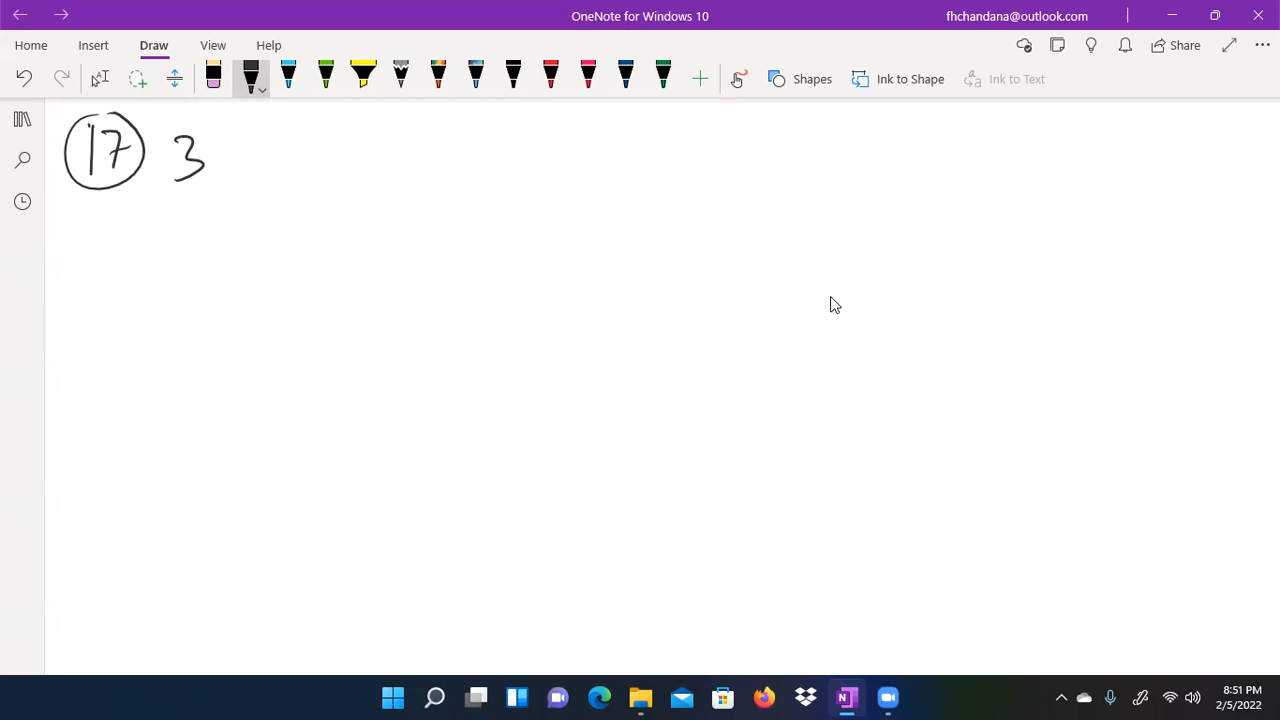 OneNote for Windows 10
fhchandana@outlook.com
Home Insert Draw View Help
Share
Shapes Ink to Shape Ink to Text
17 3
8:51 PM
2/5/2022